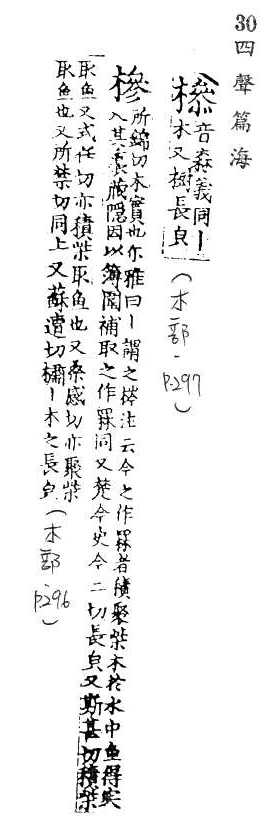 30
四聲篇海
槮
音森義同丨
木又樹長皃
(木部-P.297)
槮
所錦切木實也尔雅曰丨謂之涔注云今之作罧者積聚柴木於水中魚得寒
入其裏藏隱因以簿圍捕取之作罧同又楚今史今二切長皃又斯甚切積柴
取魚又式任切亦積柴取魚也又桑感切亦聚柴
取魚也又所禁切同上又蘇遭切橚丨木之長皃(木部-P.296)